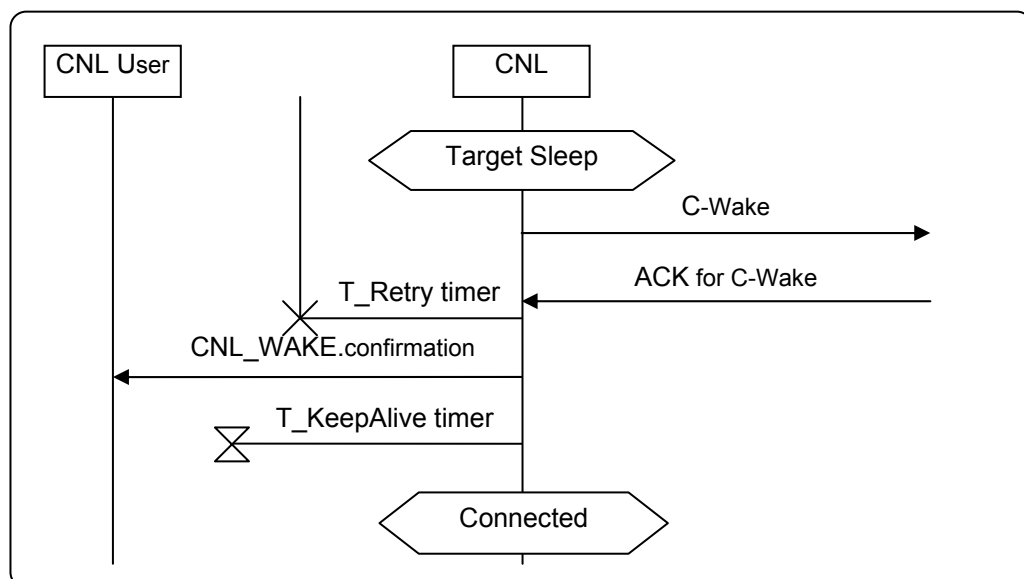 CNL User
CNL
Target Sleep
C-Wake
ACK for C-Wake
T_Retry timer
CNL_WAKE.confirmation
T_KeepAlive timer
Connected